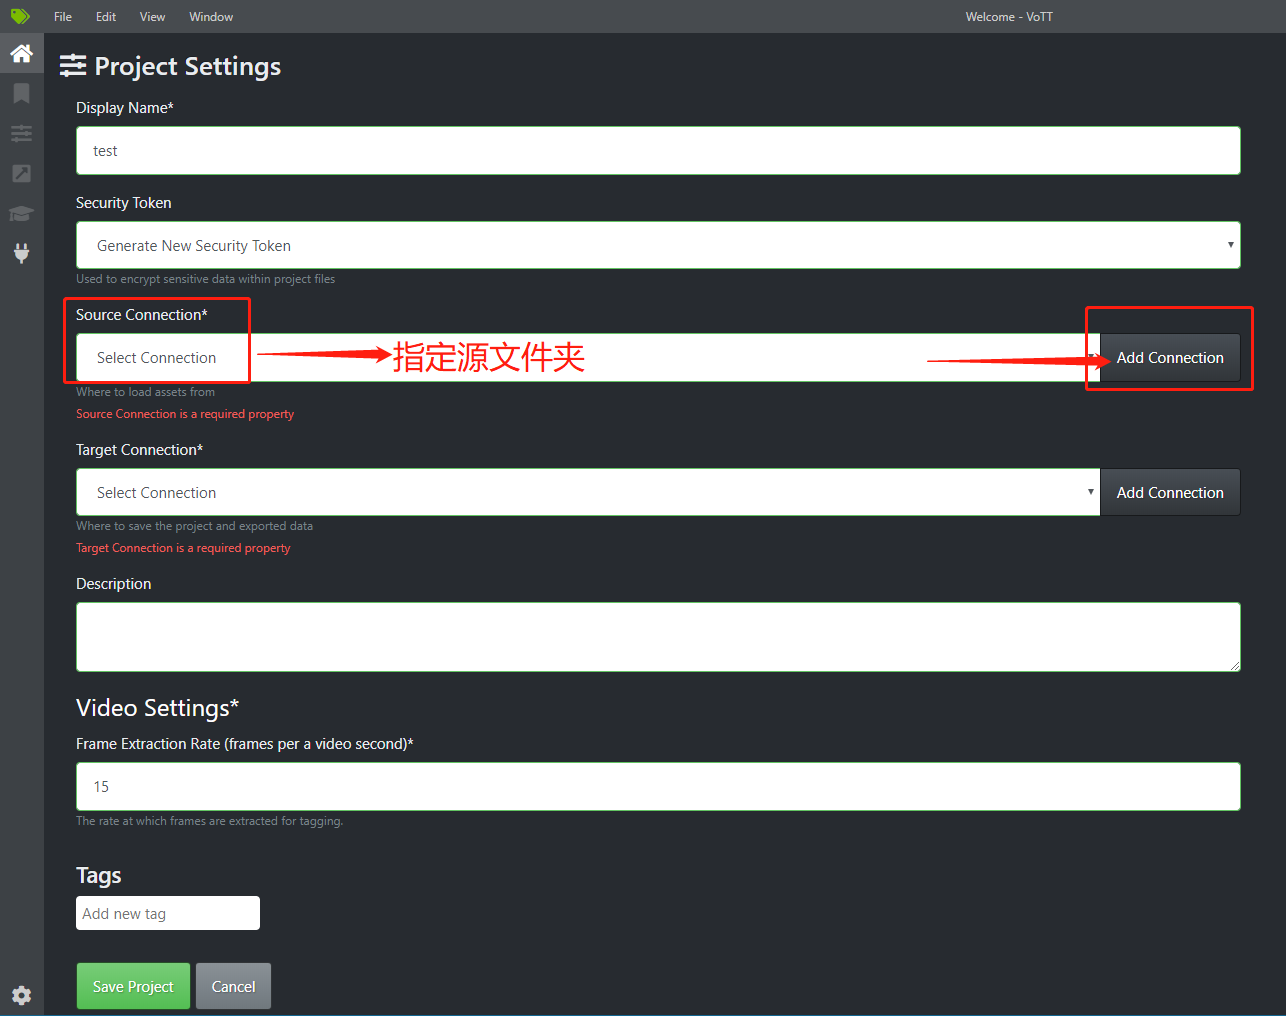 File Edit View Window Welcome - VoTT
Project Settings
Display Name*
test
Security Token
Generate New Security Token
Used to encrypt sensitive data within project files
Source Connection*
Select Connection 指定源文件夹 Add Connection
Where to load assets from
Source Connection is a required property
Target Connection*
Select Connection Add Connection
Where to save the project and exported data
Target Connection is a required property
Description
Video Settings*
Frame Extraction Rate (frames per a video second)*
15
The rate at which frames are extracted for tagging.
Tags
Add new tag
Save Project Cancel